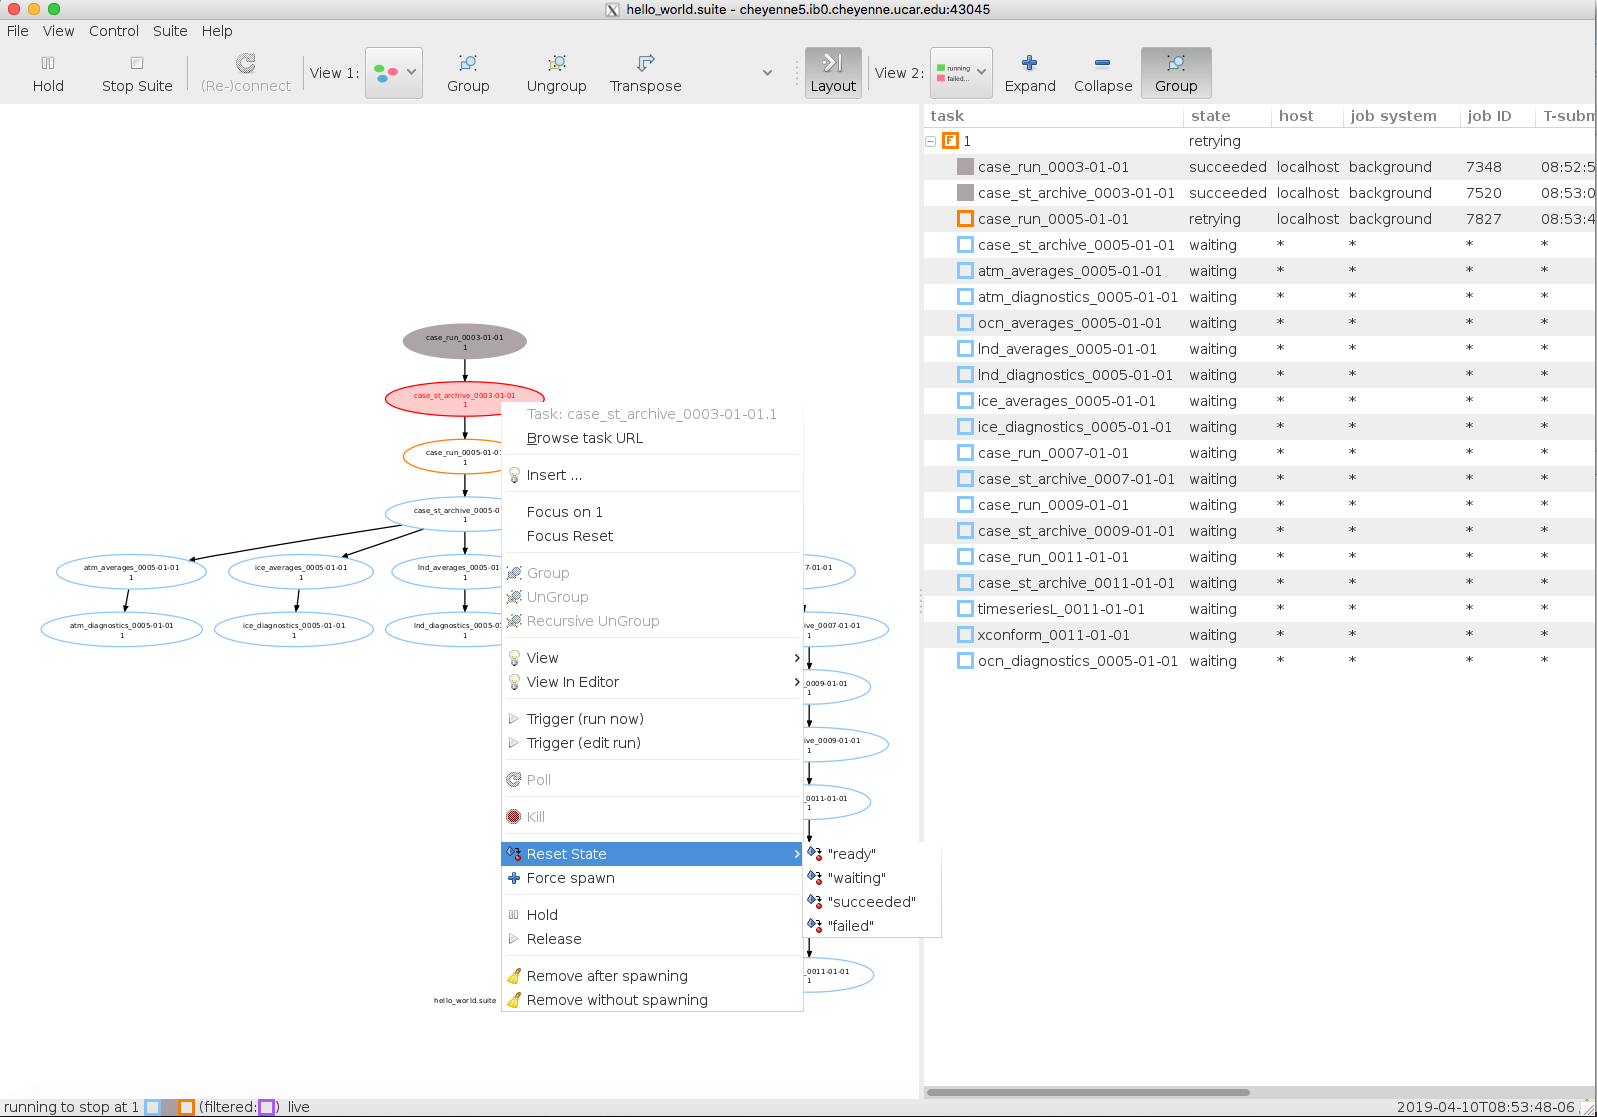 hello_world.suite - cheyenne5.ib0.cheyenne.ucar.edu:43045
File View Control Suite Help
Hold Stop Suite (Re-)connect View 1: Group Ungroup Transpose Layout View 2: running failed... Expand Collapse Group
task state host job system job ID T-subm
F 1 retrying
case_run_0003-01-01 succeeded localhost background 7348 08:52:5
case_st_archive_0003-01-01 succeeded localhost background 7520 08:53:0
case_run_0005-01-01 retrying localhost background 7827 08:53:4
case_st_archive_0005-01-01 waiting * * * *
atm_averages_0005-01-01 waiting * * * *
atm_diagnostics_0005-01-01 waiting * * * *
ocn_averages_0005-01-01 waiting * * * *
lnd_averages_0005-01-01 waiting * * * *
lnd_diagnostics_0005-01-01 waiting * * * *
ice_averages_0005-01-01 waiting * * * *
ice_diagnostics_0005-01-01 waiting * * * *
case_run_0007-01-01 waiting * * * *
case_st_archive_0007-01-01 waiting * * * *
case_run_0009-01-01 waiting * * * *
case_st_archive_0009-01-01 waiting * * * *
case_run_0011-01-01 waiting * * * *
case_st_archive_0011-01-01 waiting * * * *
timeseriesL_0011-01-01 waiting * * * *
xconform_0011-01-01 waiting * * * *
ocn_diagnostics_0005-01-01 waiting * * * *
case_run_0003-01-01
1
case_st_archive_0003-01-01
1
case_run_0005-01-01
1
case_st_archive_0005-0
1
atm_averages_0005-01-01
1
ice_averages_0005-01-01
1
lnd_averages_0005-01-
1
7-01-01
atm_diagnostics_0005-01-01
1
ice_diagnostics_0005-01-01
1
lnd_diagnostics_0005-
1
ive_0007-01-01
1
_0009-01-01
1
ive_0009-01-01
1
_0011-01-01
1
_0011-01-01
1
hello_world.suite
Task: case_st_archive_0003-01-01.1
Browse task URL
Insert ...
Focus on 1
Focus Reset
Group
UnGroup
Recursive UnGroup
View
View In Editor
Trigger (run now)
Trigger (edit run)
Poll
Kill
Reset State
Force spawn
Hold
Release
Remove after spawning
Remove without spawning
"ready"
"waiting"
"succeeded"
"failed"
running to stop at 1 (filtered: ) live
2019-04-10T08:53:48-06